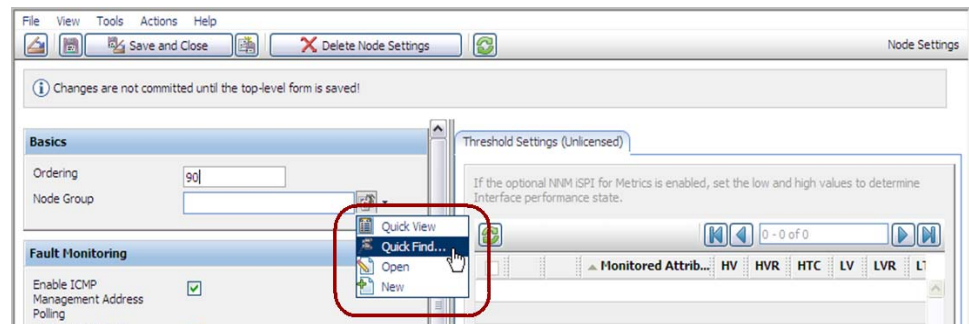 File View Tools Actions Help
Save and Close
Delete Node Settings
Node Settings
Changes are not committed until the top-level form is saved!
Basics
Ordering
90
Node Group
Quick View
Quick Find...
Open
New
Fault Monitoring
Enable ICMP
Management Address
Polling
Threshold Settings (Unlicensed)
If the optional NNM iSPI for Metrics is enabled, set the low and high values to determine
Interface performance state.
0 - 0 of 0
Monitored Attrib... HV HVR HTC LV LVR